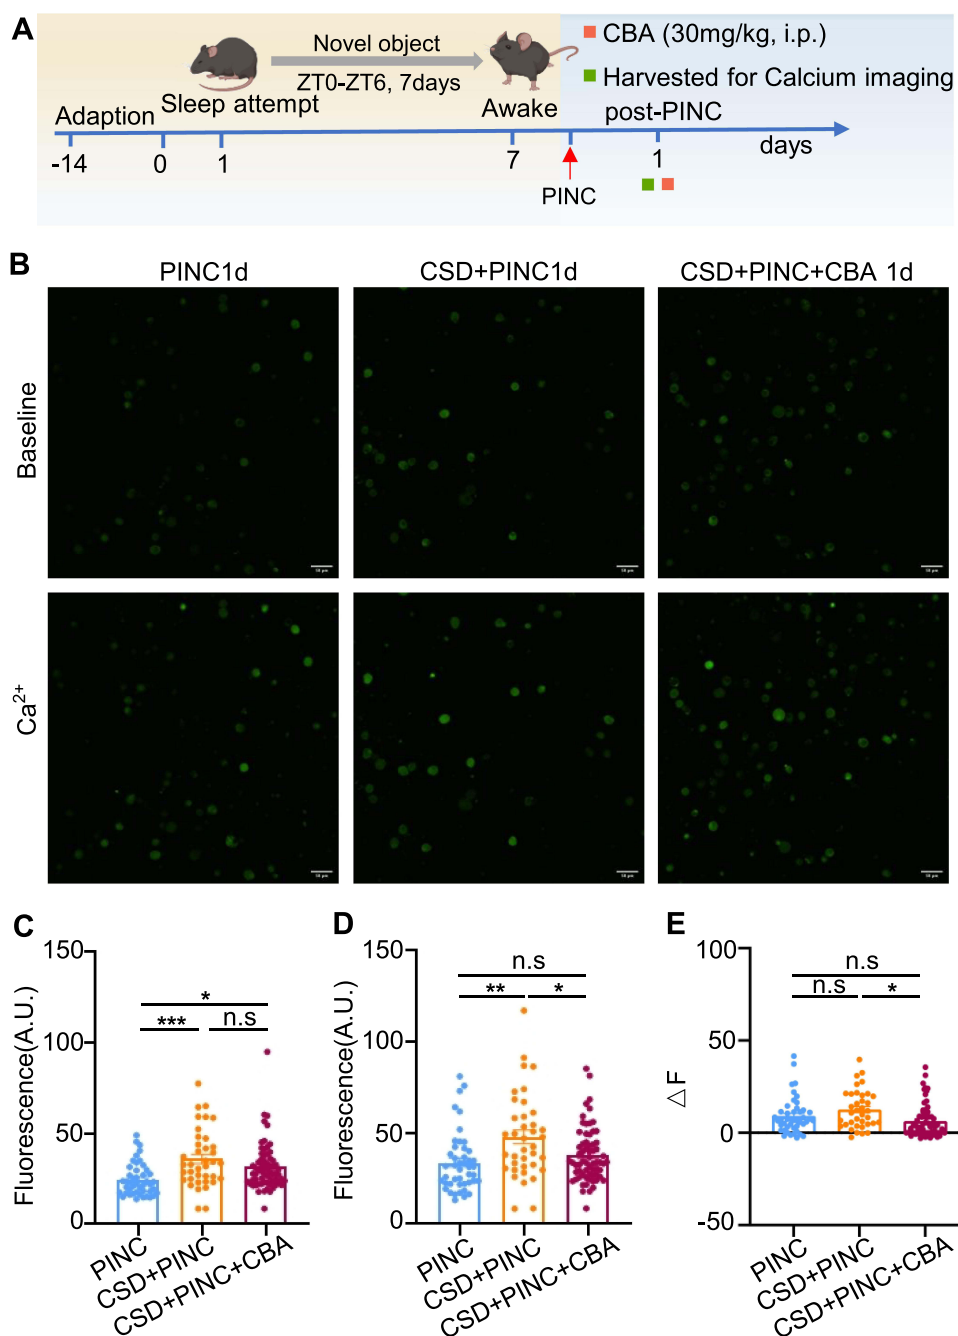 A
Novel object
ZT0-ZT6, 7days
Sleep attempt
Awake
Adaption
CBA (30mg/kg, i.p.)
Harvested for Calcium imaging
post-PINC
-14
0
1
7
1
days
PINC
B
PINC1d
CSD+PINC1d
CSD+PINC+CBA 1d
Baseline
Ca²⁺
C
Fluorescence(A.U.)
150
100
50
0
*
***
n.s
PINC
CSD+PINC
CSD+PINC+CBA
D
Fluorescence(A.U.)
150
100
50
0
n.s
**
*
PINC
CSD+PINC
CSD+PINC+CBA
E
△F
100
50
0
-50
n.s
n.s
*
PINC
CSD+PINC
CSD+PINC+CBA